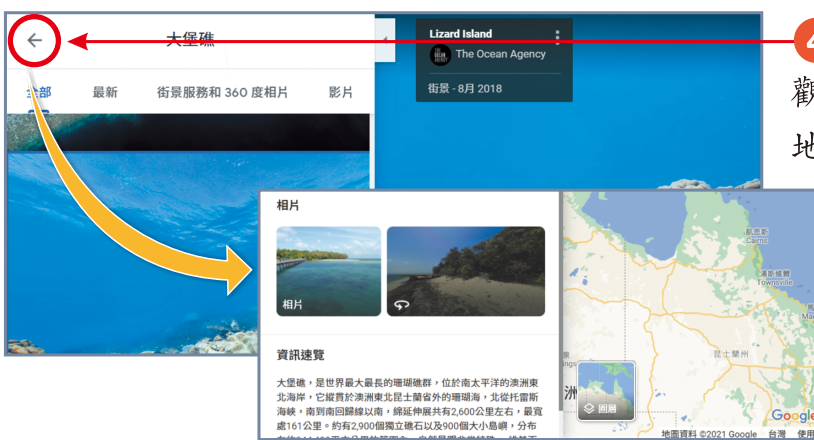 大堡礁
全部 最新 街景服務和 360 度相片 影片
Lizard Island
The Ocean Agency
街景 - 8月 2018
4
觀
地
相片
相片
資訊速覽
大堡礁，是世界最大最長的珊瑚礁群，位於南太平洋的澳洲東
北海岸，它縱貫於澳洲東北昆士蘭省外的珊瑚海，北從托雷斯
海峽，南到南回歸線以南，綿延伸展共有2,600公里左右，最寬
處161公里。約有2,900個獨立礁石以及900個大小島嶼，分布
凱恩斯
Cairns
湯斯維爾
Townsville
昆士蘭州
洲
圖層
Google
地圖資料 ©2021 Google 台灣 使用